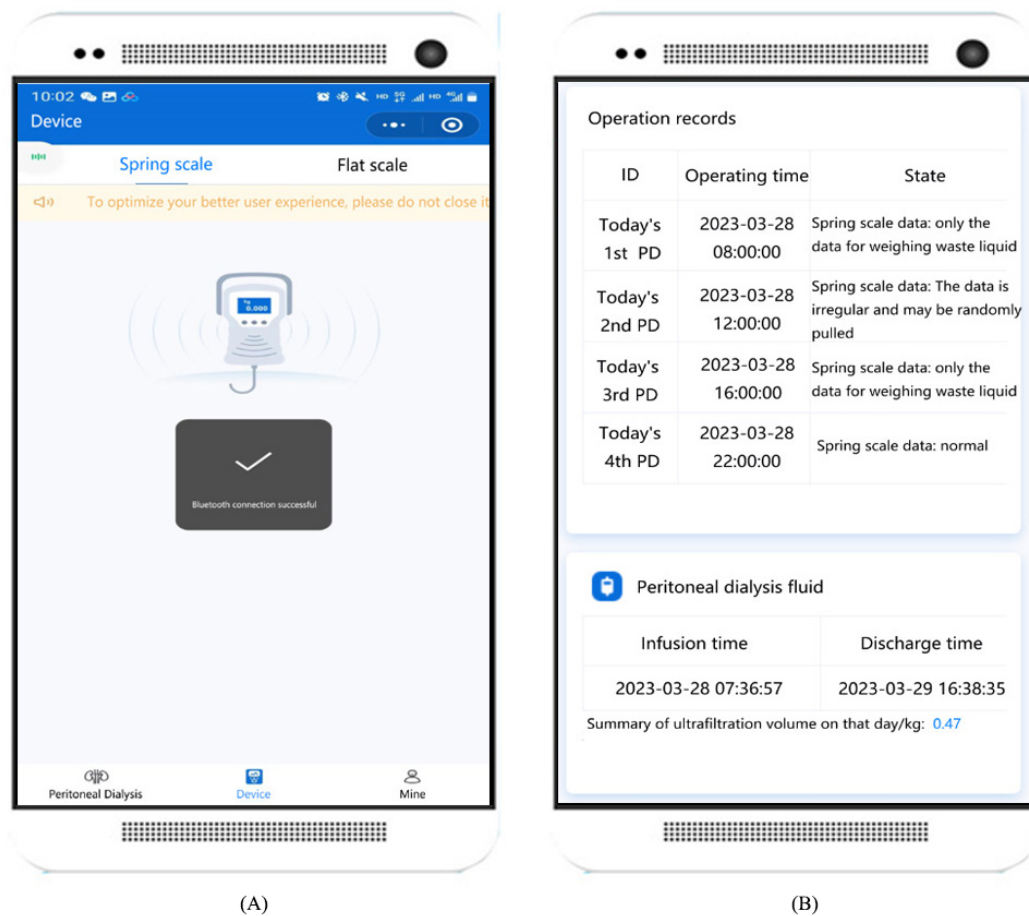 10:02
Device
Spring scale
Flat scale
To optimize your better user experience, please do not close it
kg
0.000
Bluetooth connection successful
Peritoneal Dialysis
Device
Mine
(A)
Operation records
ID Operating time State
Today's 1st PD
2023-03-28 08:00:00
Spring scale data: only the
data for weighing waste liquid
Today's 2nd PD
2023-03-28 12:00:00
Spring scale data: The data is
irregular and may be randomly
pulled
Today's 3rd PD
2023-03-28 16:00:00
Spring scale data: only the
data for weighing waste liquid
Today's 4th PD
2023-03-28 22:00:00
Spring scale data: normal
Peritoneal dialysis fluid
Infusion time Discharge time
2023-03-28 07:36:57 2023-03-29 16:38:35
Summary of ultrafiltration volume on that day/kg: 0.47
(B)